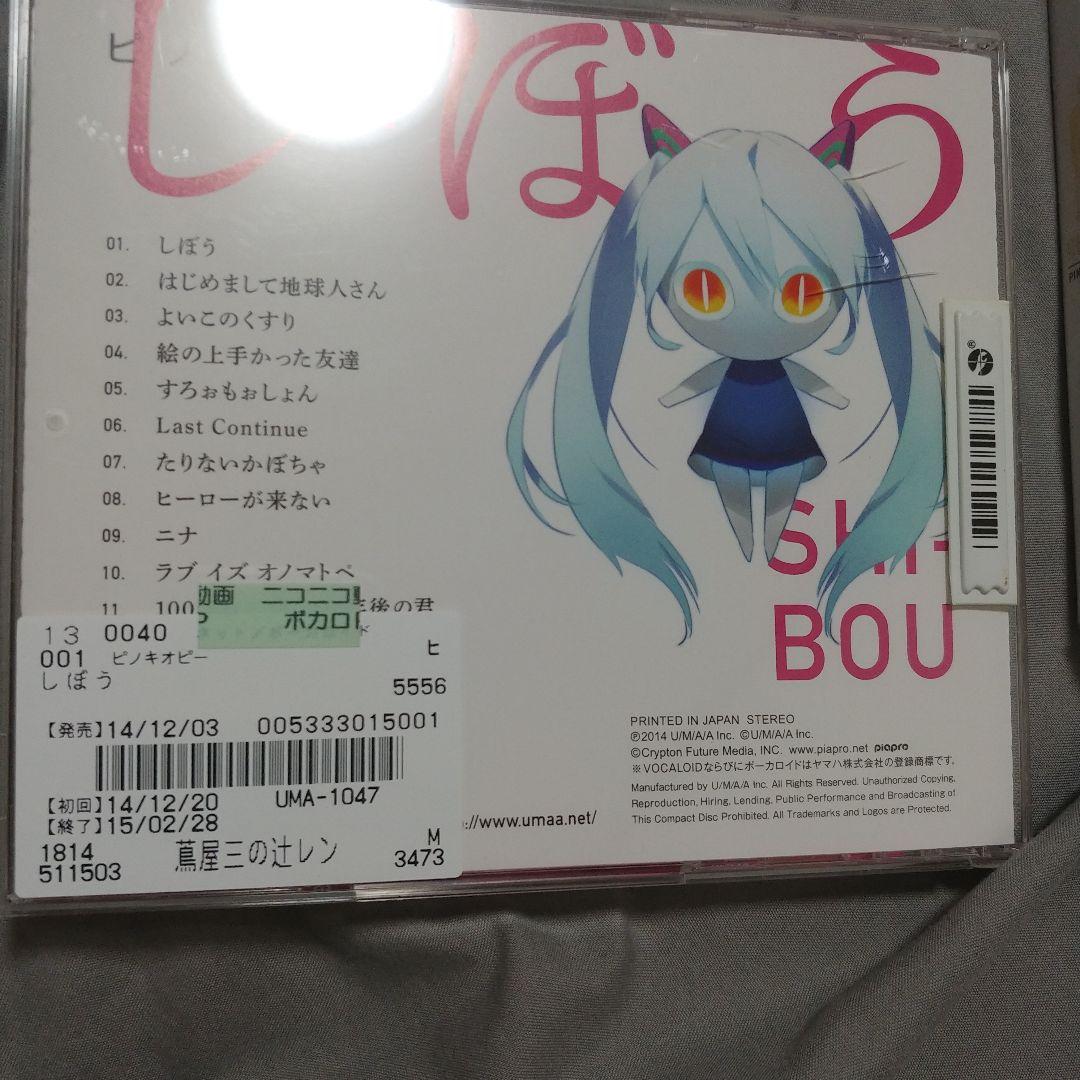 しぼう
ピ
01. しぼう
02. はじめまして地球人さん
03. よいこのくすり
04. 絵の上手かった友達
05. すろぉもぉしょん
06. Last Continue
07. たりないかぼちゃ
08. ヒーローが来ない
09. ニナ
10. ラブ イズ オノマトペ
11 100 年後の君
動画 ニコニコ動
P ボカロ
SHI-
BOU
13 0040
001 ピノキオピー ヒ
しぼう
5556
【発売】14/12/03 005333015001
【初回】14/12/20 UMA-1047
【終了】15/02/28
1814 蔦屋三の辻レン M
511503 3473
://www.umaa.net/
PRINTED IN JAPAN STEREO
℗2014 U/M/A/A Inc. ©U/M/A/A Inc.
©Crypton Future Media, INC. www.piapro.net piapro
※VOCALOIDならびにボーカロイドはヤマハ株式会社の登録商標です。
Manufactured by U/M/A/A Inc. All Rights Reserved. Unauthorized Copying,
Reproduction, Hiring, Lending, Public Performance and Broadcasting of
This Compact Disc Prohibited. All Trademarks and Logos are Protected.